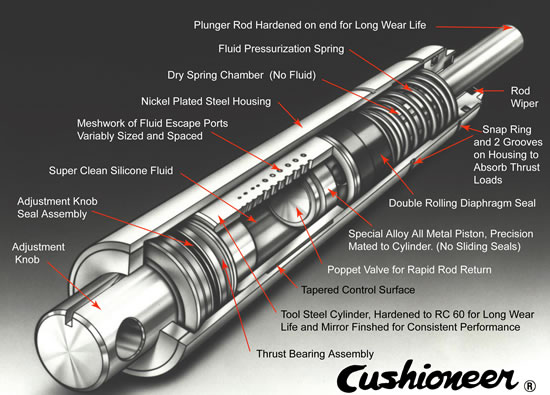 Plunger Rod Hardened on end for Long Wear Life
Fluid Pressurization Spring
Dry Spring Chamber (No Fluid)
Nickel Plated Steel Housing
Meshwork of Fluid Escape Ports
Variably Sized and Spaced
Super Clean Silicone Fluid
Adjustment Knob
Seal Assembly
Adjustment
Knob
Rod
Wiper
Snap Ring
and 2 Grooves
on Housing to
Absorb Thrust
Loads
Double Rolling Diaphragm Seal
Special Alloy All Metal Piston, Precision
Mated to Cylinder. (No Sliding Seals)
Poppet Valve for Rapid Rod Return
Tapered Control Surface
Tool Steel Cylinder, Hardened to RC 60 for Long Wear
Life and Mirror Finshed for Consistent Performance
Thrust Bearing Assembly
Cushioneer ®